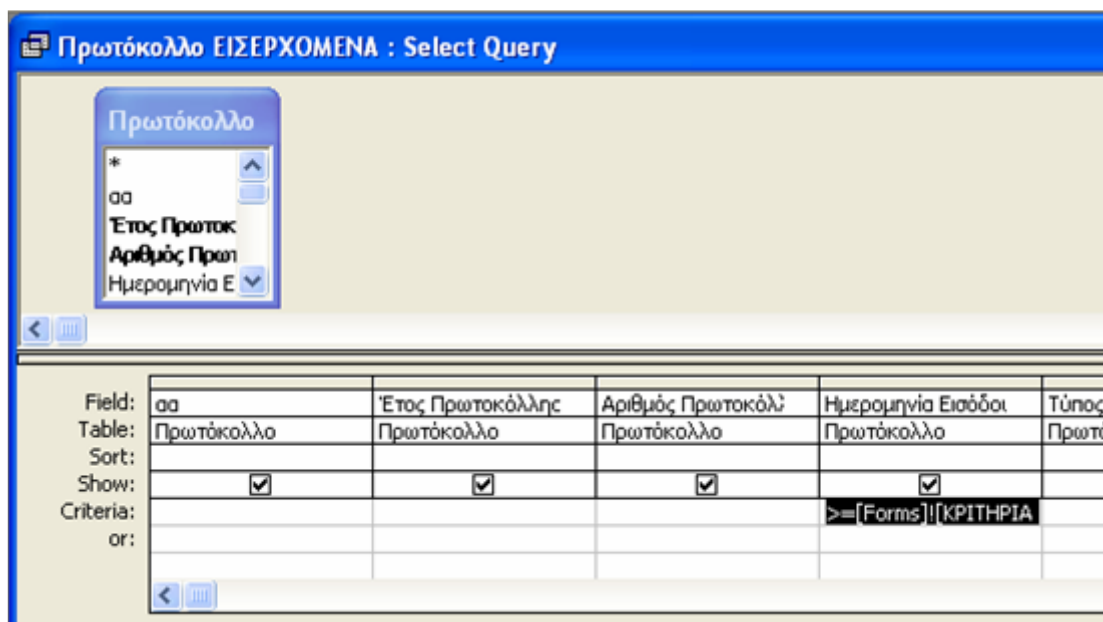 Πρωτόκολλο ΕΙΣΕΡΧΟΜΕΝΑ : Select Query
Πρωτόκολλο
*
αα
Έτος Πρωτοκ
Αριθμός Πρωτ
Ημερομηνία Ε
Field: αα Έτος Πρωτοκόλλης Αριθμός Πρωτοκόλ Ημερομηνία Εισόδοι Τύπος
Table: Πρωτόκολλο Πρωτόκολλο Πρωτόκολλο Πρωτόκολλο Πρωτό
Sort:
Show:
Criteria: >=[Forms]![ΚΡΙΤΗΡΙΑ
or: